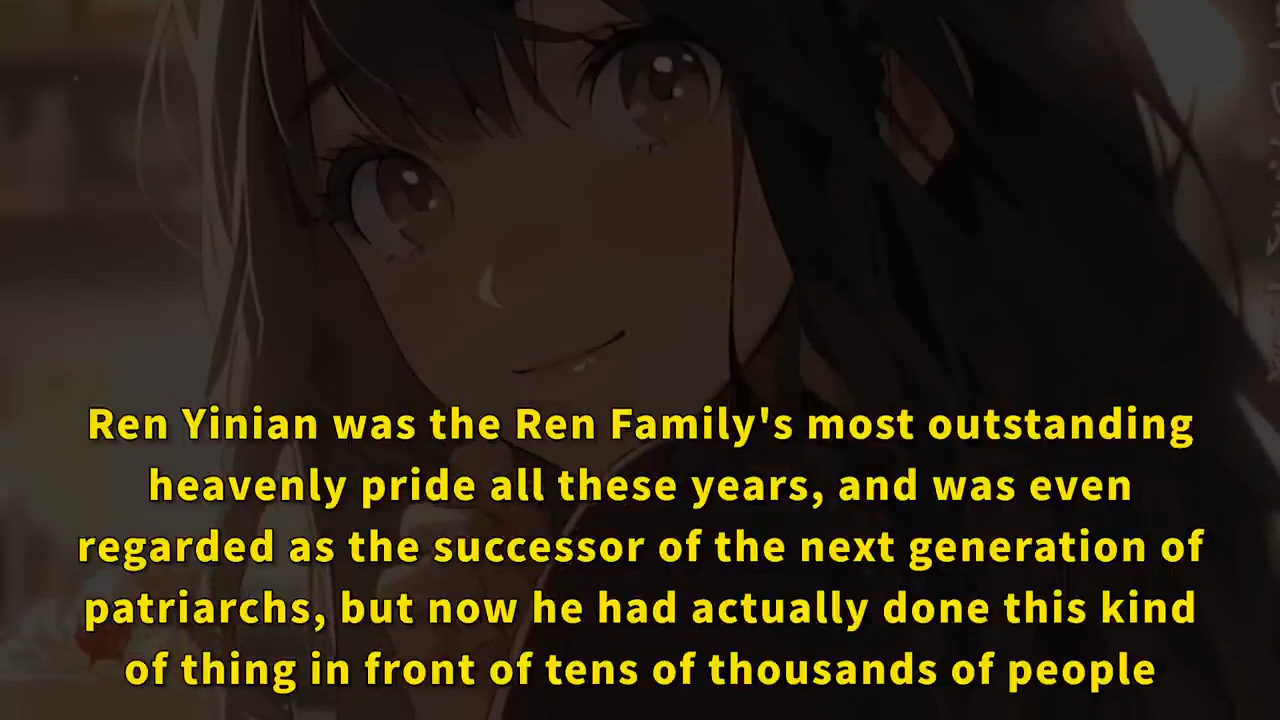 Ren Yinian was the Ren Family's most outstanding
heavenly pride all these years, and was even
regarded as the successor of the next generation of
patriarchs, but now he had actually done this kind
of thing in front of tens of thousands of people